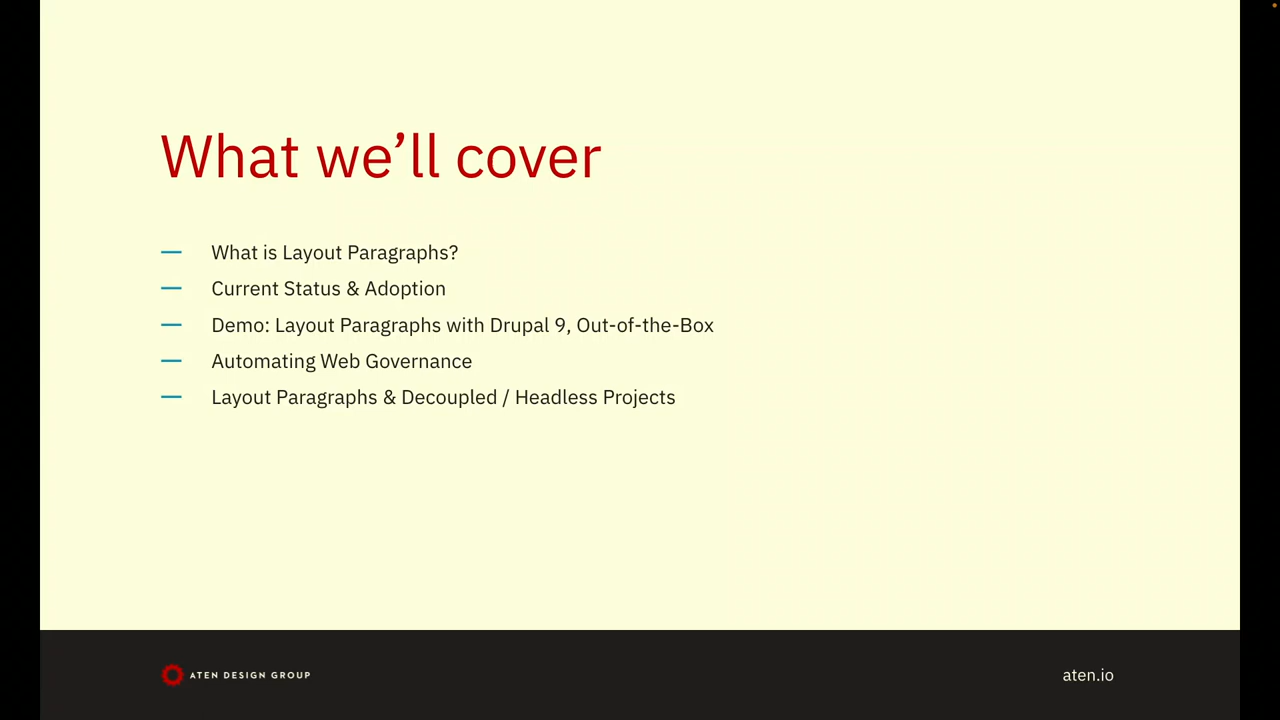 What we’ll cover
— What is Layout Paragraphs?
— Current Status & Adoption
— Demo: Layout Paragraphs with Drupal 9, Out-of-the-Box
— Automating Web Governance
— Layout Paragraphs & Decoupled / Headless Projects
ATEN DESIGN GROUP
aten.io